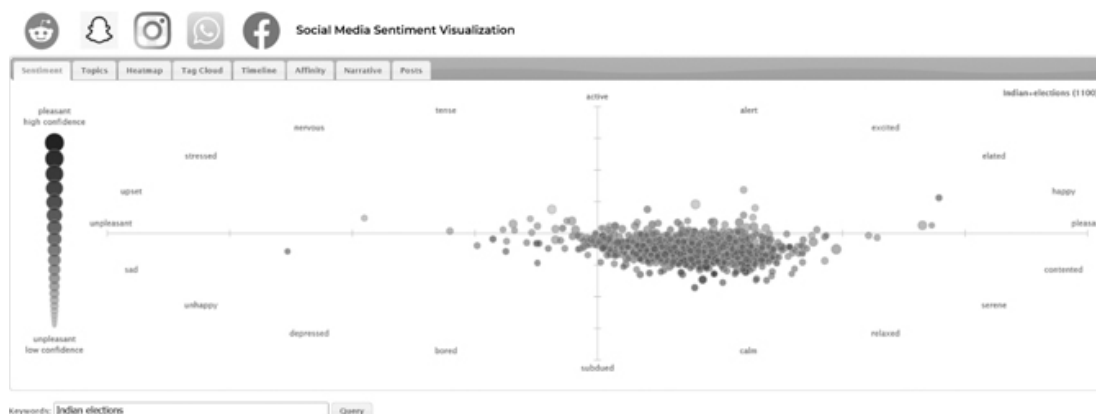 Social Media Sentiment Visualization
Sentiment Topics Heatmap Tag Cloud Timeline Affinity Narrative Posts
Indian+elections (1100)
active
pleasant
high confidence
tense
alert
nervous
excited
stressed
elated
upset
happy
unpleasant
pleasa
sad
contented
unhappy
serene
depressed
relaxed
unpleasant
low confidence
bored
calm
subdued
Keywords: Indian elections Query